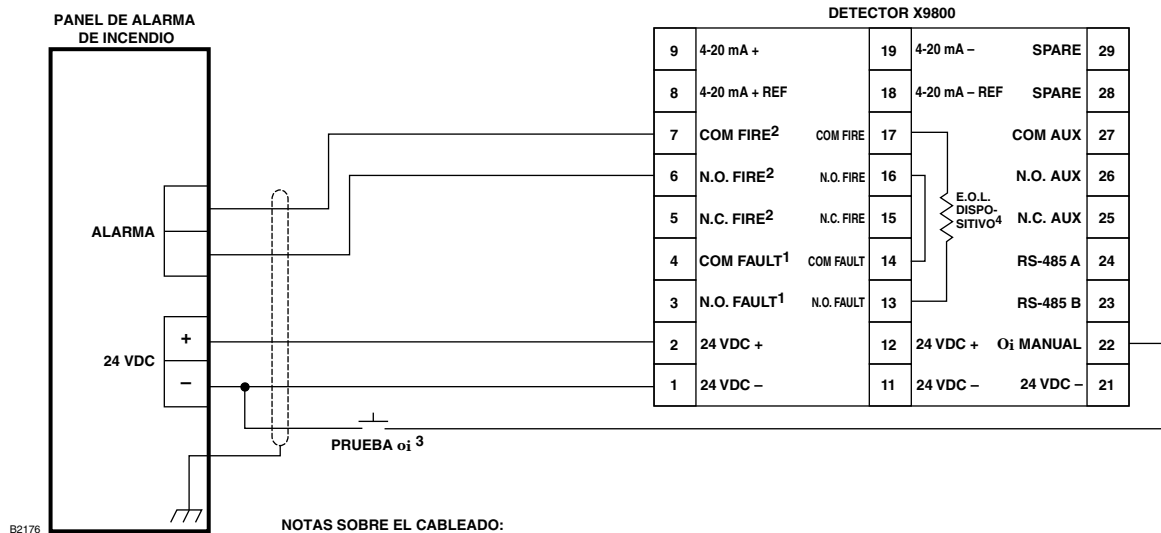 PANEL DE ALARMA
DE INCENDIO
DETECTOR X9800
9 4-20 mA + 19 4-20 mA – SPARE 29
8 4-20 mA + REF 18 4-20 mA – REF SPARE 28
7 COM FIRE2 COM FIRE 17 COM AUX 27
6 N.O. FIRE2 N.O. FIRE 16 N.O. AUX 26
E.O.L.
DISPO-
SITIVO4
5 N.C. FIRE2 N.C. FIRE 15 N.C. AUX 25
4 COM FAULT1 COM FAULT 14 RS-485 A 24
3 N.O. FAULT1 N.O. FAULT 13 RS-485 B 23
2 24 VDC + 12 24 VDC + Oi MANUAL 22
1 24 VDC – 11 24 VDC – 24 VDC – 21
ALARMA
+
24 VDC
–
PRUEBA oi 3
B2176
NOTAS SOBRE EL CABLEADO: